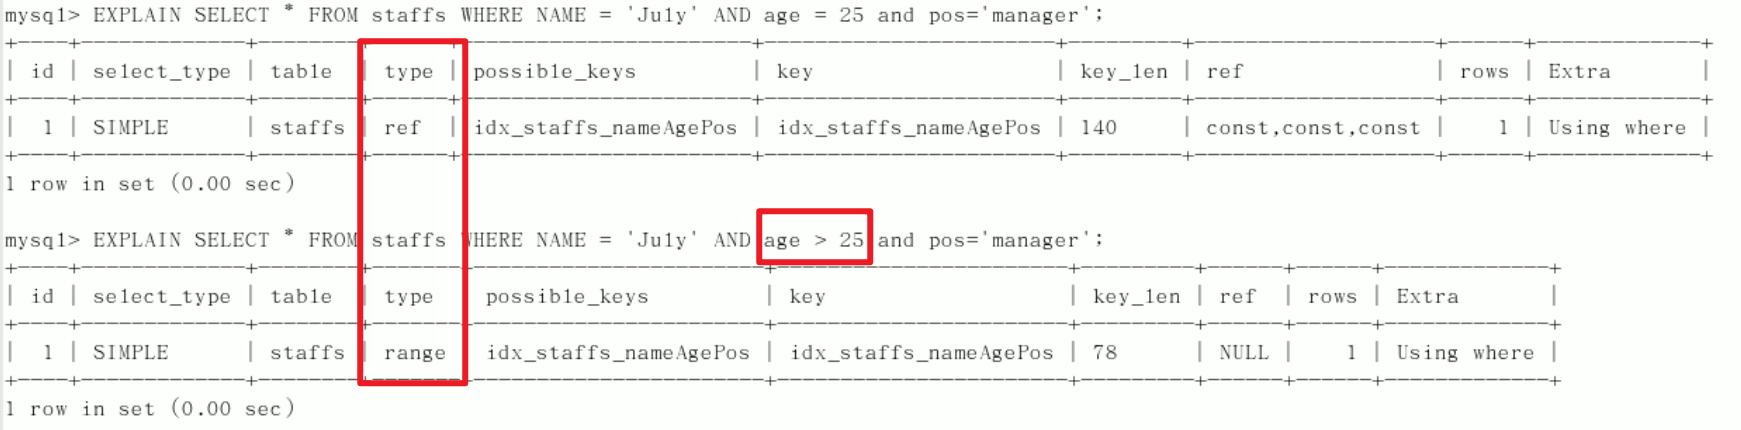 mysql> EXPLAIN SELECT * FROM staffs WHERE NAME = 'July' AND age = 25 and pos='manager';
+----+-------------+--------+------+-----------------------+-----------------------+---------+-------------------+------+-------------+
| id | select_type | table | type | possible_keys | key | key_len | ref | rows | Extra |
+----+-------------+--------+------+-----------------------+-----------------------+---------+-------------------+------+-------------+
| 1 | SIMPLE | staffs | ref | idx_staffs_nameAgePos | idx_staffs_nameAgePos | 140 | const,const,const | 1 | Using where |
+----+-------------+--------+------+-----------------------+-----------------------+---------+-------------------+------+-------------+
1 row in set (0.00 sec)
mysql> EXPLAIN SELECT * FROM staffs WHERE NAME = 'July' AND age > 25 and pos='manager';
+----+-------------+--------+-------+-----------------------+-----------------------+---------+------+------+-------------+
| id | select_type | table | type | possible_keys | key | key_len | ref | rows | Extra |
+----+-------------+--------+-------+-----------------------+-----------------------+---------+------+------+-------------+
| 1 | SIMPLE | staffs | range | idx_staffs_nameAgePos | idx_staffs_nameAgePos | 78 | NULL | 1 | Using where |
+----+-------------+--------+-------+-----------------------+-----------------------+---------+------+------+-------------+
1 row in set (0.00 sec)